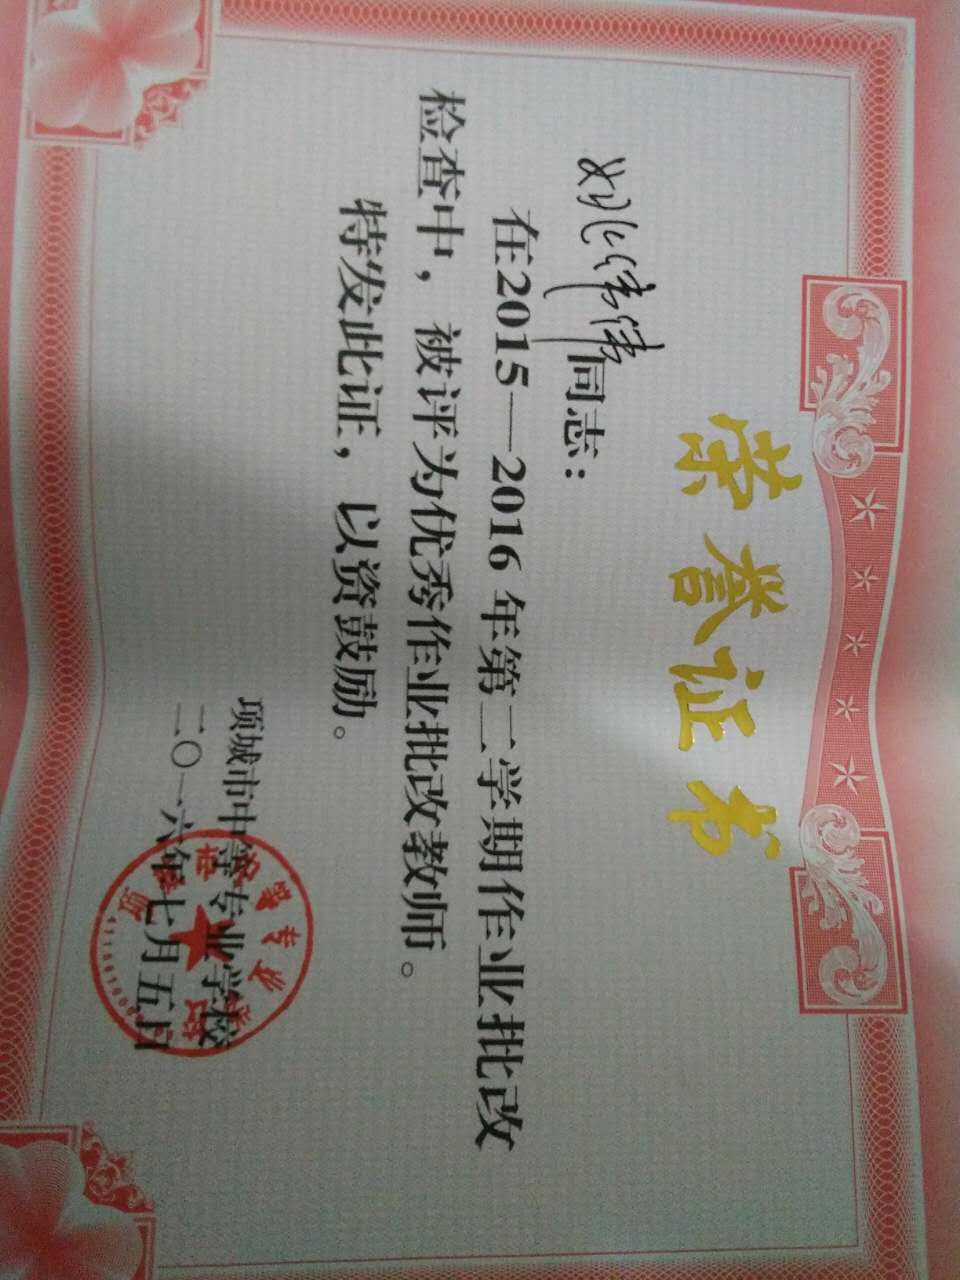 荣誉证书
姚伟伟同志：
在2015—2016年第二学期作业批改
检查中，被评为优秀作业批改教师。
特发此证，以资鼓励。
项城市中等专业学校
二〇一六年七月五日